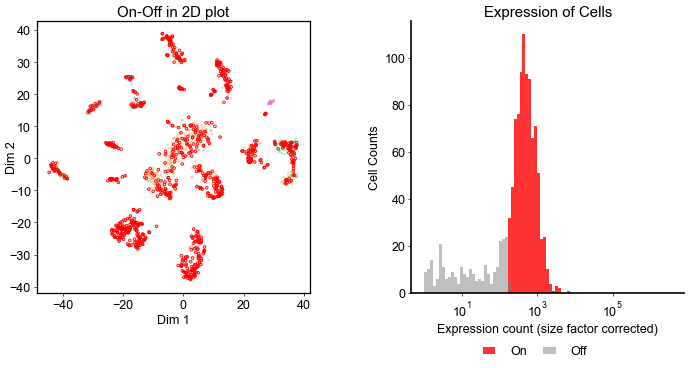 On-Off in 2D plot
40
30
20
10
0
−10
−20
−30
−40
Dim 2
−40
−20
0
20
40
Dim 1
Expression of Cells
100
80
60
40
20
0
Cell Counts
10^1
10^3
10^5
Expression count (size factor corrected)
On
Off